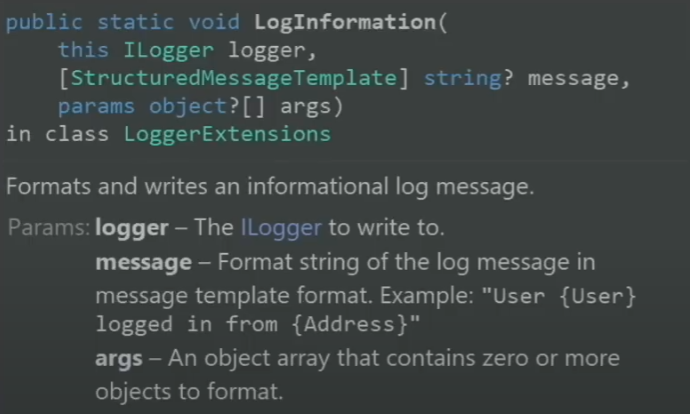 public static void LogInformation(
this ILogger logger,
[StructuredMessageTemplate] string? message,
params object?[] args)
in class LoggerExtensions
Formats and writes an informational log message.
Params: logger – The ILogger to write to.
message – Format string of the log message in
message template format. Example: "User {User}
logged in from {Address}"
args – An object array that contains zero or more
objects to format.